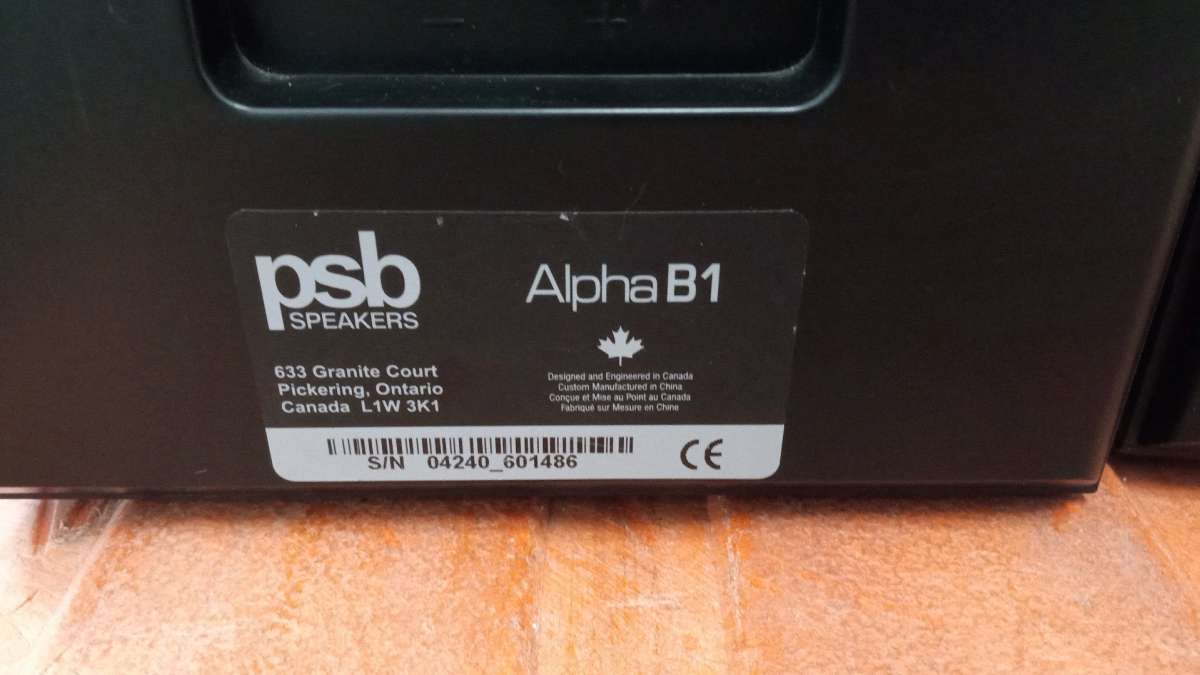 − +
psb
SPEAKERS
Alpha B1
633 Granite Court
Pickering, Ontario
Canada L1W 3K1
Designed and Engineered in Canada
Custom Manufactured in China
Conçue et Mise au Point au Canada
Fabriqué sur Mesure en Chine
S/N 04240_601486
CE